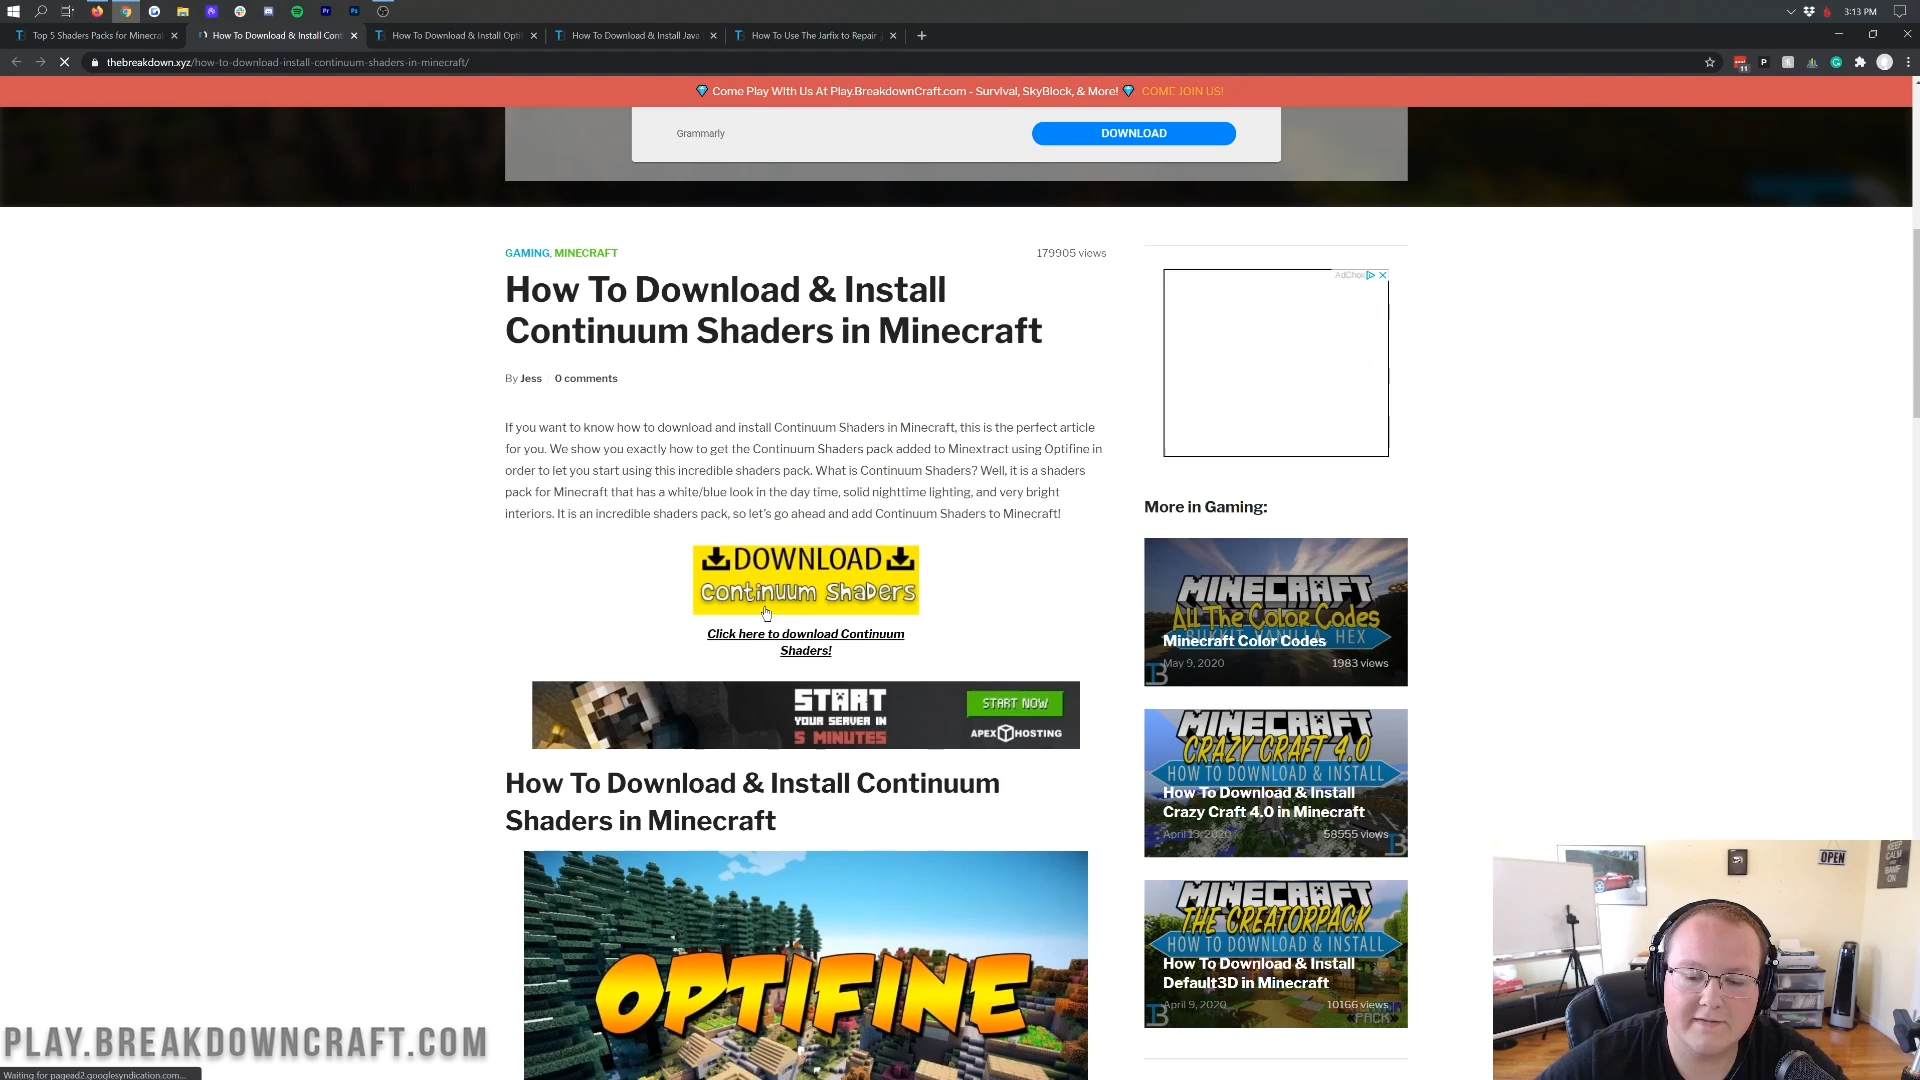 3:13 PM
Top 5 Shaders Packs for Minecraf
How To Download & Install Cont
How To Download & Install Opti
How To Download & Install Java
How To Use The Jarfix to Repair
thebreakdown.xyz/how-to-download-install-continuum-shaders-in-minecraft/
11
Come Play With Us At Play.BreakdownCraft.com - Survival, SkyBlock, & More! COME JOIN US!
Grammarly
DOWNLOAD
GAMING, MINECRAFT
179905 views
How To Download & Install
Continuum Shaders in Minecraft
By Jess
0 comments
If you want to know how to download and install Continuum Shaders in Minecraft, this is the perfect article
for you. We show you exactly how to get the Continuum Shaders pack added to Minextract using Optifine in
order to let you start using this incredible shaders pack. What is Continuum Shaders? Well, it is a shaders
pack for Minecraft that has a white/blue look in the day time, solid nighttime lighting, and very bright
interiors. It is an incredible shaders pack, so let's go ahead and add Continuum Shaders to Minecraft!
DOWNLOAD
Continuum Shaders
Click here to download Continuum
Shaders!
START
YOUR SERVER IN
5 MINUTES
START NOW
APEX HOSTING
How To Download & Install Continuum
Shaders in Minecraft
OPTIFINE
More in Gaming:
MINECRAFT
All The Color Codes
BUKKIT VANILLA HEX
Minecraft Color Codes
May 9, 2020
1983 views
MINECRAFT
CRAZY CRAFT 4.0
HOW TO DOWNLOAD & INSTALL
How To Download & Install
Crazy Craft 4.0 in Minecraft
April 13, 2020
58555 views
MINECRAFT
THE CREATORPACK
HOW TO DOWNLOAD & INSTALL
How To Download & Install
Default3D in Minecraft
April 9, 2020
10166 views
PACK
OPEN
KEEP
CALM
AND
PLAY.BREAKDOWNCRAFT.COM
Waiting for pagead2.googlesyndication.com...